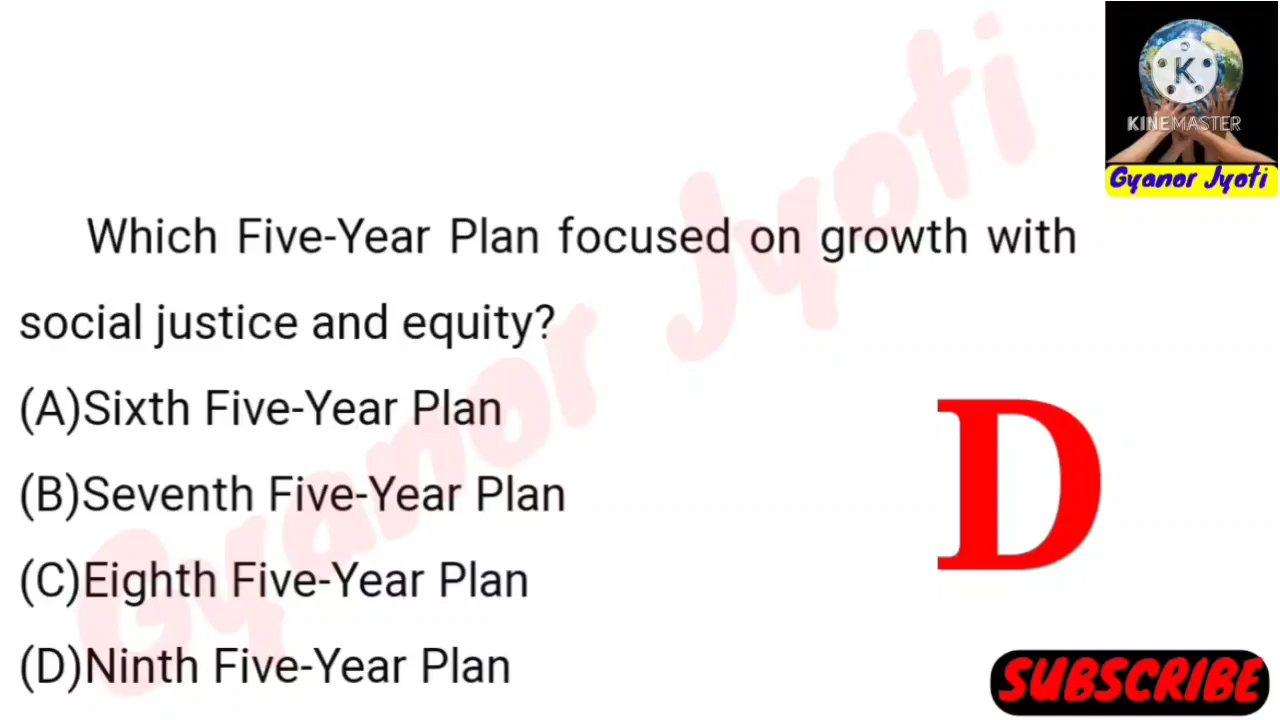 K
KINEMASTER
Gyanor Jyoti
Gyanor Jyoti
Which Five-Year Plan focused on growth with
social justice and equity?
(A)Sixth Five-Year Plan
(B)Seventh Five-Year Plan
(C)Eighth Five-Year Plan
(D)Ninth Five-Year Plan
D
SUBSCRIBE